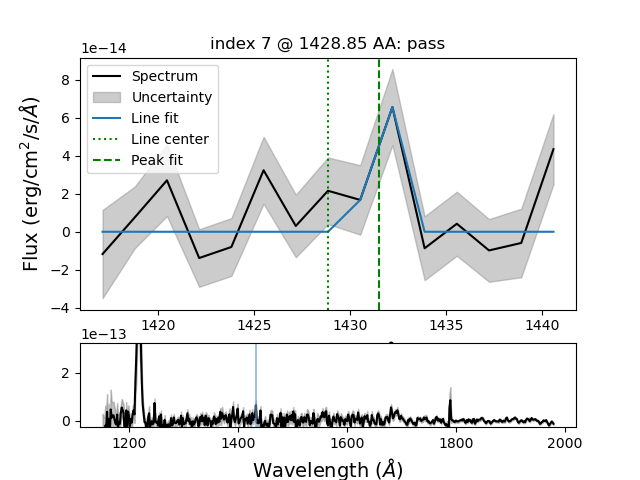 index 7 @ 1428.85 AA: pass
1e−14
Spectrum
Uncertainty
Line fit
Line center
Peak fit
8
6
4
2
0
−2
−4
Flux (erg/cm²/s/Å)
1420 1425 1430 1435 1440
1e−13
2
0
1200 1400 1600 1800 2000
Wavelength (Å)